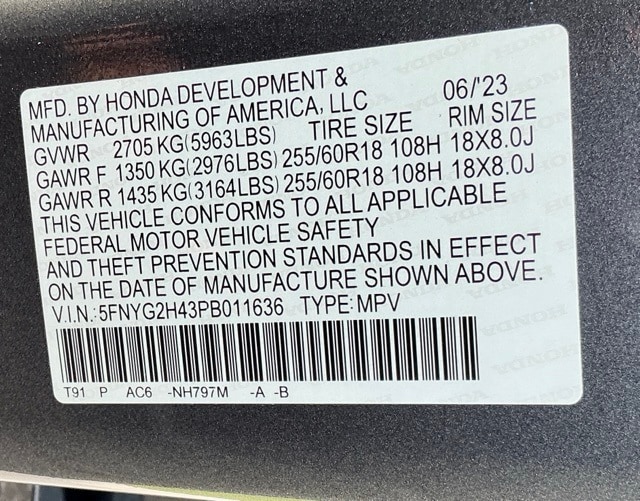 MFD. BY HONDA DEVELOPMENT &
MANUFACTURING OF AMERICA, LLC 06/'23
GVWR 2705 KG(5963LBS) TIRE SIZE RIM SIZE
GAWR F 1350 KG(2976LBS) 255/60R18 108H 18X8.0J
GAWR R 1435 KG(3164LBS) 255/60R18 108H 18X8.0J
THIS VEHICLE CONFORMS TO ALL APPLICABLE
FEDERAL MOTOR VEHICLE SAFETY
AND THEFT PREVENTION STANDARDS IN EFFECT
ON THE DATE OF MANUFACTURE SHOWN ABOVE.
V.I.N.:5FNYG2H43PB011636 TYPE:MPV
T91 P AC6 -NH797M -A -B